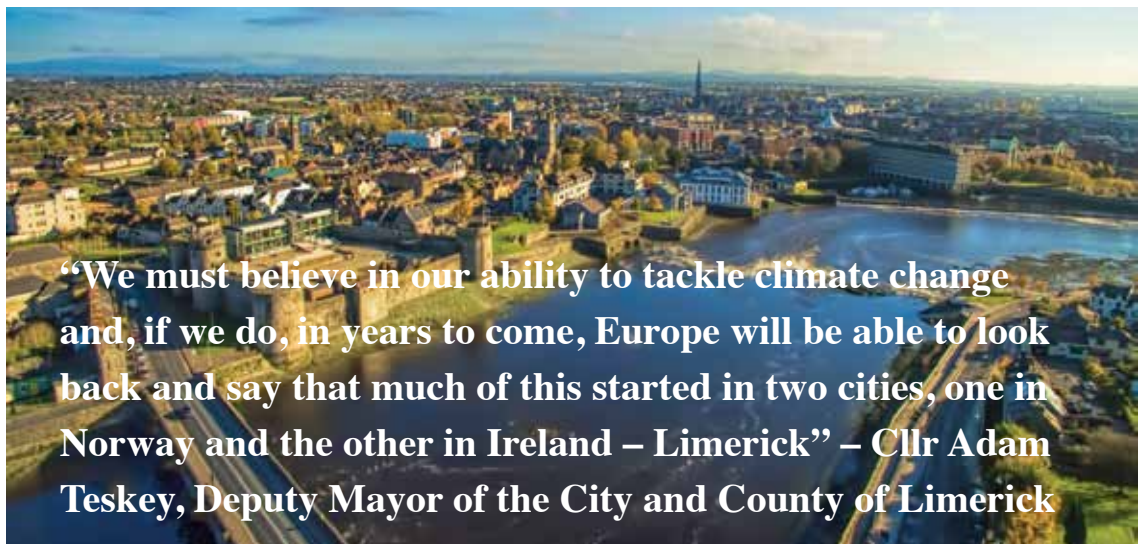 “We must believe in our ability to tackle climate change
and, if we do, in years to come, Europe will be able to look
back and say that much of this started in two cities, one in
Norway and the other in Ireland – Limerick” – Cllr Adam
Teskey, Deputy Mayor of the City and County of Limerick